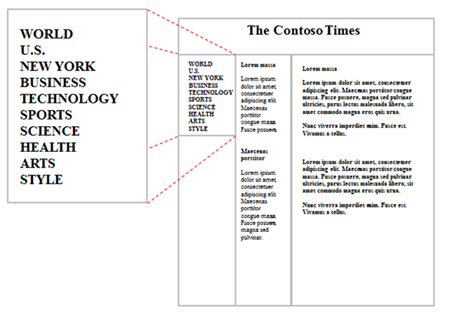 WORLD
U.S.
NEW YORK
BUSINESS
TECHNOLOGY
SPORTS
SCIENCE
HEALTH
ARTS
STYLE
The Contoso Times
WORLD
U.S.
NEW YORK
BUSINESS
TECHNOLOGY
SPORTS
SCIENCE
HEALTH
ARTS
STYLE
Lorem massa
Lorem ipsum
dolor sit amet,
consectetuer
adipiscing elit.
Maecenas
porttitor
congue massa.
Fusce posuere,
Maecenas
porttitor
Lorem ipsum
dolor sit amet,
consectetuer
adipiscing elit.
Maecenas
porttitor
congue massa.
Fusce posuere,
magna sed
pulvinar.
Lorem massa
Lorem ipsum dolor sit amet, consectetuer
adipiscing elit. Maecenas porttitor congue
massa. Fusce posuere, magna sed pulvinar
ultricies, purus lectus malesuada libero, sit
amet commodo magna eros quis urna.
Nunc viverra imperdiet enim. Fusce est.
Vivamus a tellus.
Lorem ipsum dolor sit amet, consectetuer
adipiscing elit. Maecenas porttitor congue
massa. Fusce posuere, magna sed pulvinar
ultricies, purus lectus malesuada libero, sit
amet commodo magna eros quis urna.
Nunc viverra imperdiet enim. Fusce est.
Vivamus a tellus.